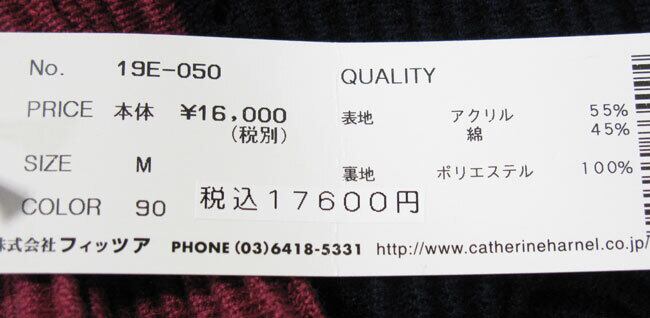 No. 19E-050
PRICE 本体 ¥16,000
(税別)
SIZE M
COLOR 90
税込17600円
QUALITY
表地 アクリル 55%
綿 45%
裏地 ポリエステル 100%
株式会社フィッツア PHONE (03)6418-5331 http://www.catherineharnel.co.jp/